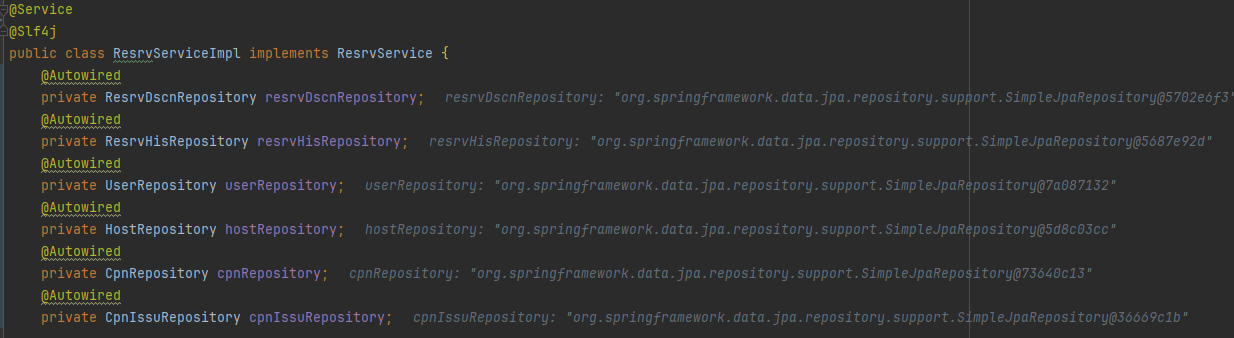 @Service
@Slf4j
public class ResrvServiceImpl implements ResrvService {
@Autowired
private ResrvDscnRepository resrvDscnRepository; resrvDscnRepository: "org.springframework.data.jpa.repository.support.SimpleJpaRepository@5702e6f3"
@Autowired
private ResrvHisRepository resrvHisRepository; resrvHisRepository: "org.springframework.data.jpa.repository.support.SimpleJpaRepository@5687e92d"
@Autowired
private UserRepository userRepository; userRepository: "org.springframework.data.jpa.repository.support.SimpleJpaRepository@7a087132"
@Autowired
private HostRepository hostRepository; hostRepository: "org.springframework.data.jpa.repository.support.SimpleJpaRepository@5d8c03cc"
@Autowired
private CpnRepository cpnRepository; cpnRepository: "org.springframework.data.jpa.repository.support.SimpleJpaRepository@73640c13"
@Autowired
private CpnIssuRepository cpnIssuRepository; cpnIssuRepository: "org.springframework.data.jpa.repository.support.SimpleJpaRepository@36669c1b"